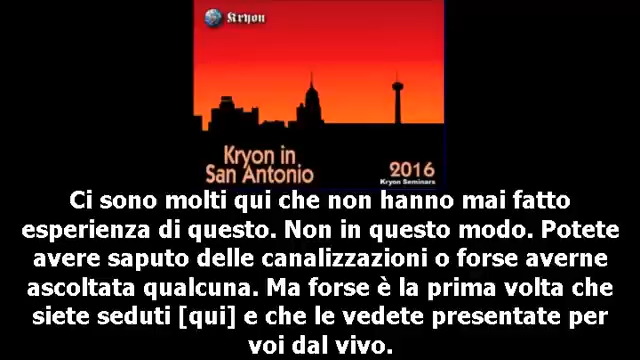 Kryon
Kryon in
San Antonio
2016
Kryon Seminars
Ci sono molti qui che non hanno mai fatto
esperienza di questo. Non in questo modo. Potete
avere saputo delle canalizzazioni o forse averne
ascoltata qualcuna. Ma forse è la prima volta che
siete seduti [qui] e che le vedete presentate per
voi dal vivo.